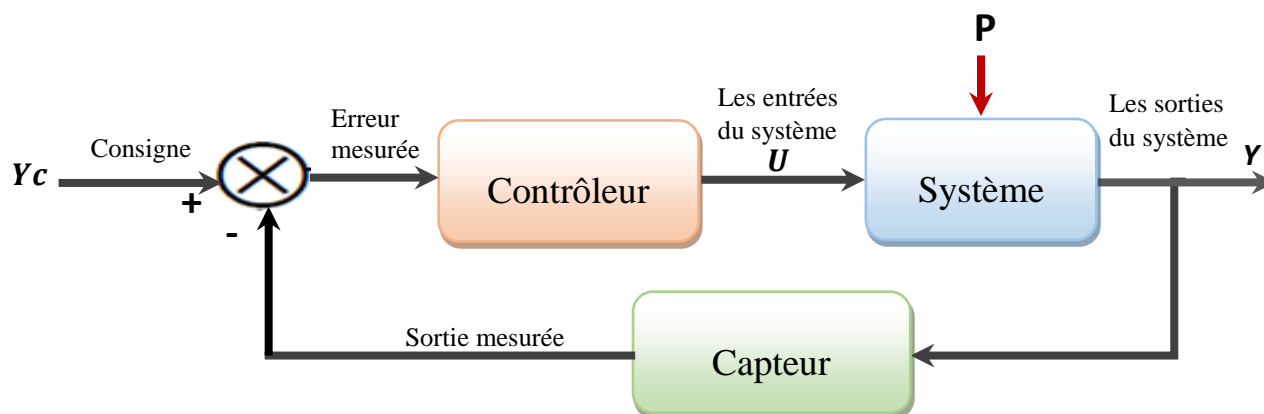 P
Les entrées
du système
U
Les sorties
du système
Y
Erreur
mesurée
Consigne
Yc
+
-
Contrôleur
Système
Sortie mesurée
Capteur